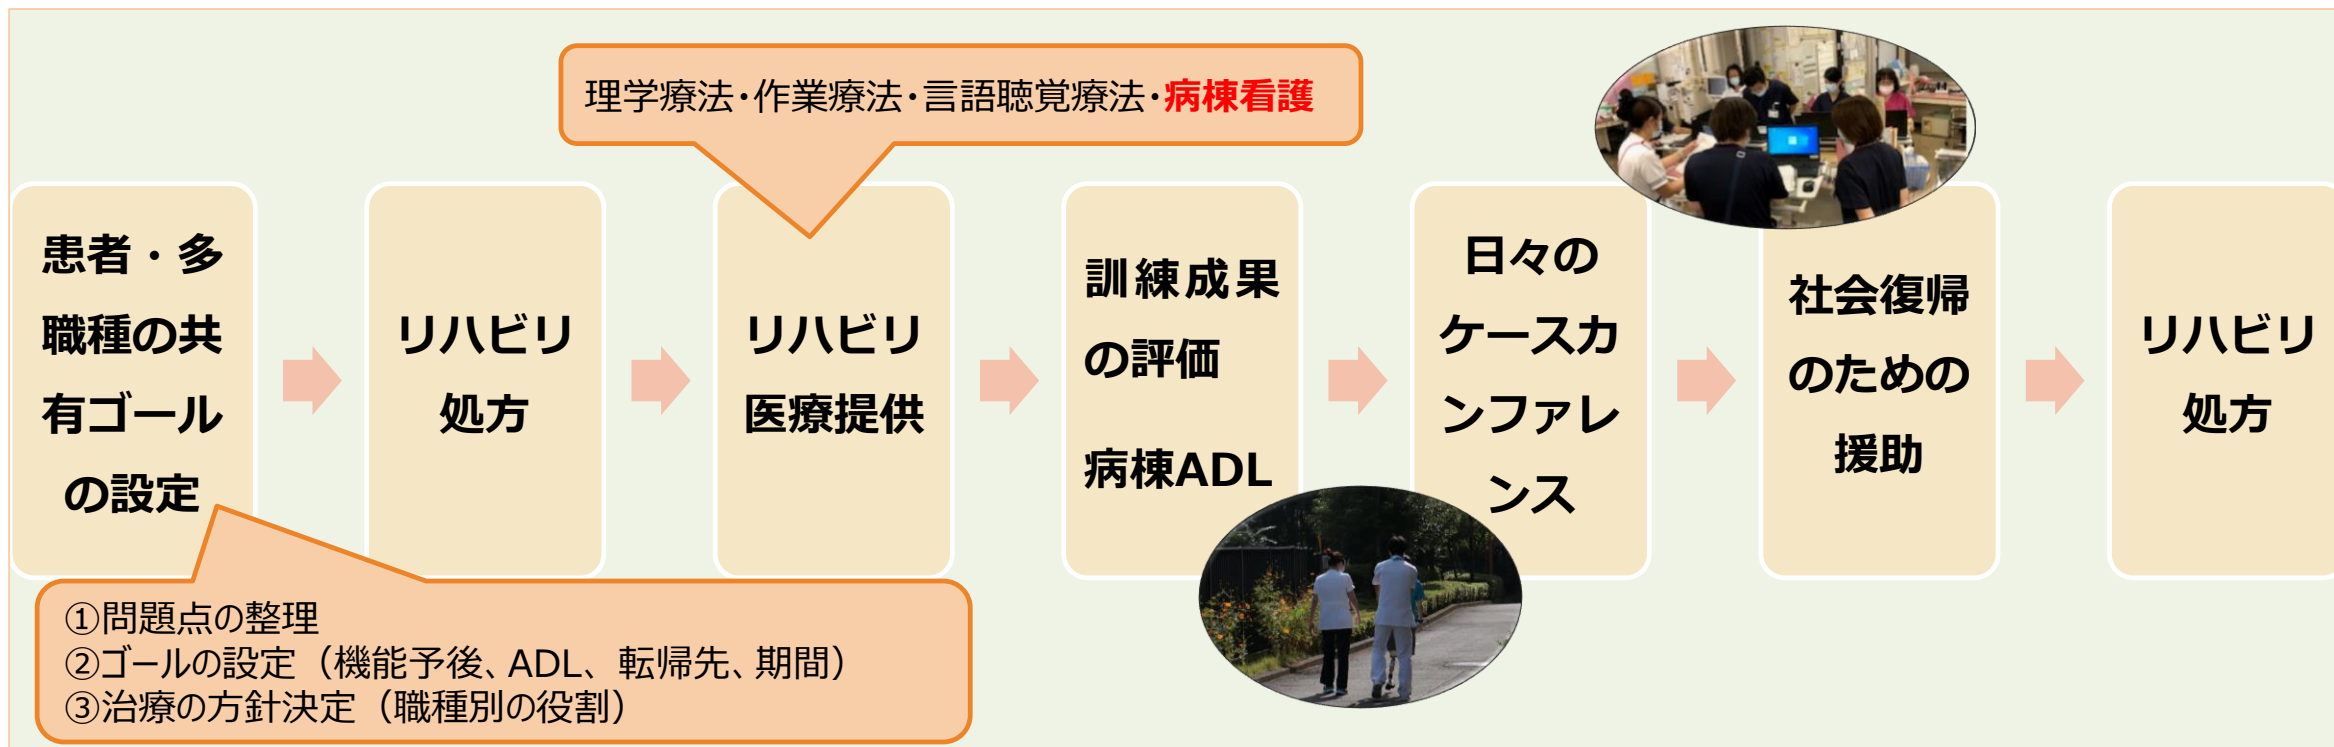 理学療法・作業療法・言語聴覚療法・病棟看護
患者・多
職種の共
有ゴール
の設定
リハビリ
処方
リハビリ
医療提供
訓練成果
の評価
病棟ADL
日々の
ケースカ
ンファレ
ンス
社会復帰
のための
援助
リハビリ
処方
①問題点の整理
②ゴールの設定（機能予後、ADL、転帰先、期間）
③治療の方針決定（職種別の役割）